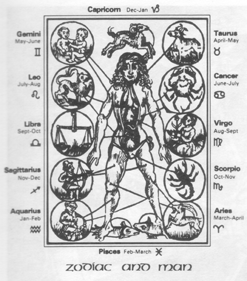 Capricorn Dec-Jan ♑
Gemini
May-June
♊
Taurus
April-May
♉
Leo
July-Aug
♌
Cancer
June-July
♋
Libra
Sept-Oct
♎
Virgo
Aug-Sept
♍
Sagittarius
Nov-Dec
♐
Scorpio
Oct-Nov
♏
Aquarius
Jan-Feb
♒
Aries
March-April
♈
Pisces Feb-March ♓
zodiac and man